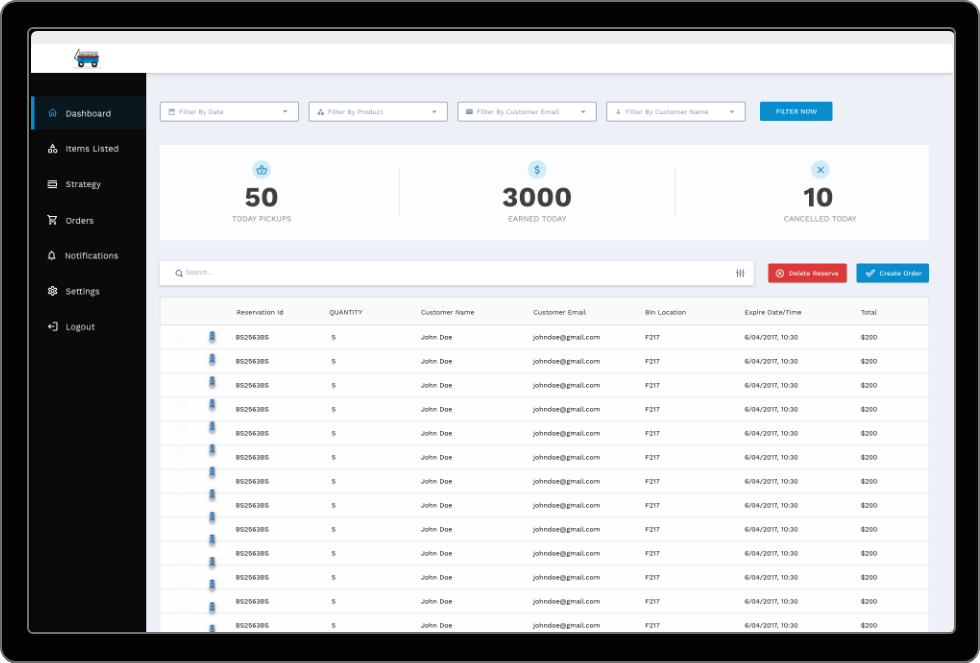 Filter By Date
Filter By Product
Filter By Customer Email
Filter By Customer Name
FILTER NOW
Dashboard
Items Listed
Strategy
Orders
Notifications
Settings
Logout
50
TODAY PICKUPS
$
3000
EARNED TODAY
10
CANCELLED TODAY
Search...
Delete Reserve
Create Order
Reservation Id QUANTITY Customer Name Customer Email Bin Location Expire Date/Time Total
BS2563BS 5 John Doe johndoe@gmail.com F217 6/04/2017, 10:30 $200
BS2563BS 5 John Doe johndoe@gmail.com F217 6/04/2017, 10:30 $200
BS2563BS 5 John Doe johndoe@gmail.com F217 6/04/2017, 10:30 $200
BS2563BS 5 John Doe johndoe@gmail.com F217 6/04/2017, 10:30 $200
BS2563BS 5 John Doe johndoe@gmail.com F217 6/04/2017, 10:30 $200
BS2563BS 5 John Doe johndoe@gmail.com F217 6/04/2017, 10:30 $200
BS2563BS 5 John Doe johndoe@gmail.com F217 6/04/2017, 10:30 $200
BS2563BS 5 John Doe johndoe@gmail.com F217 6/04/2017, 10:30 $200
BS2563BS 5 John Doe johndoe@gmail.com F217 6/04/2017, 10:30 $200
BS2563BS 5 John Doe johndoe@gmail.com F217 6/04/2017, 10:30 $200
BS2563BS 5 John Doe johndoe@gmail.com F217 6/04/2017, 10:30 $200
BS2563BS 5 John Doe johndoe@gmail.com F217 6/04/2017, 10:30 $200
BS2563BS 5 John Doe johndoe@gmail.com F217 6/04/2017, 10:30 $200